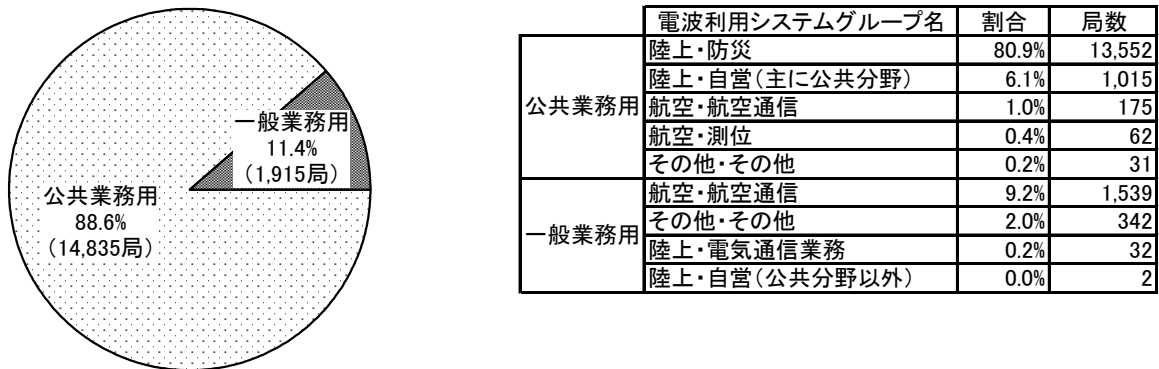 一般業務用
11.4%
（1,915局）
公共業務用
88.6%
（14,835局）
電波利用システムグループ名 割合 局数
公共業務用
陸上・防災 80.9% 13,552
陸上・自営（主に公共分野） 6.1% 1,015
航空・航空通信 1.0% 175
航空・測位 0.4% 62
その他・その他 0.2% 31
一般業務用
航空・航空通信 9.2% 1,539
その他・その他 2.0% 342
陸上・電気通信業務 0.2% 32
陸上・自営（公共分野以外） 0.0% 2